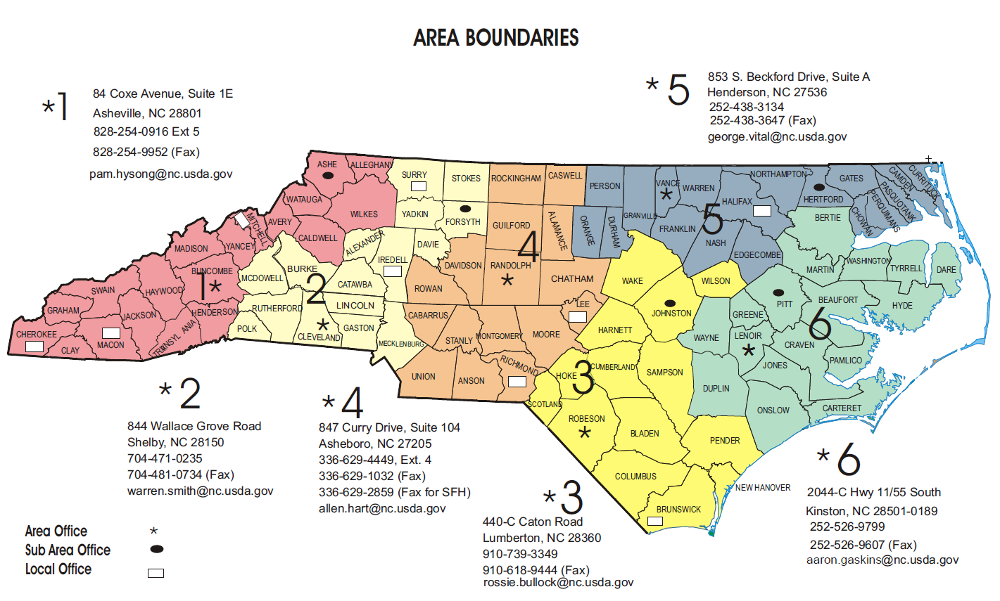 AREA BOUNDARIES
*1
84 Coxe Avenue, Suite 1E
Asheville, NC 28801
828-254-0916 Ext 5
828-254-9952 (Fax)
pam.hysong@nc.usda.gov
*5
853 S. Beckford Drive, Suite A
Henderson, NC 27536
252-438-3134
252-438-3647 (Fax)
george.vital@nc.usda.gov
ASHE
ALLEGHANY
WATAUGA
WILKES
MITCHELL
AVERY
CALDWELL
MADISON
YANCEY
BUNCOMBE
1*
SWAIN
HAYWOOD
GRAHAM
JACKSON
HENDERSON
CHEROKEE
MACON
CLAY
SURRY
STOKES
YADKIN
FORSYTH
ALEXANDER
DAVIE
IREDELL
BURKE
MCDOWELL
2
CATAWBA
RUTHERFORD
LINCOLN
POLK
*
CLEVELAND
GASTON
MECKLENBURG
ROCKINGHAM
CASWELL
GUILFORD
ALAMANCE
4
DAVIDSON
RANDOLPH
*
ROWAN
CHATHAM
LEE
CABARRUS
STANLY
MONTGOMERY
MOORE
UNION
ANSON
RICHMOND
PERSON
GRANVILLE
VANCE
*
WARREN
NORTHAMPTON
GATES
CAMDEN
CURRITUCK
PASQUOTANK
PERQUIMANS
CHOWAN
HALIFAX
HERTFORD
5
ORANGE
DURHAM
FRANKLIN
NASH
EDGECOMBE
WAKE
WILSON
JOHNSTON
HARNETT
HOKE
3
CUMBERLAND
SAMPSON
SCOTLAND
ROBESON
*
BLADEN
PENDER
COLUMBUS
NEW HANOVER
BRUNSWICK
BERTIE
MARTIN
WASHINGTON
TYRRELL
DARE
PITT
BEAUFORT
HYDE
GREENE
6
WAYNE
LENOIR
*
CRAVEN
JONES
PAMLICO
DUPLIN
ONSLOW
CARTERET
*2
844 Wallace Grove Road
Shelby, NC 28150
704-471-0235
704-481-0734 (Fax)
warren.smith@nc.usda.gov
*4
847 Curry Drive, Suite 104
Asheboro, NC 27205
336-629-4449, Ext. 4
336-629-1032 (Fax)
336-629-2859 (Fax for SFH)
allen.hart@nc.usda.gov
*3
440-C Caton Road
Lumberton, NC 28360
910-739-3349
910-618-9444 (Fax)
rossie.bullock@nc.usda.gov
*6
2044-C Hwy 11/55 South
Kinston, NC 28501-0189
252-526-9799
252-526-9607 (Fax)
aaron.gaskins@nc.usda.gov
Area Office *
Sub Area Office
Local Office